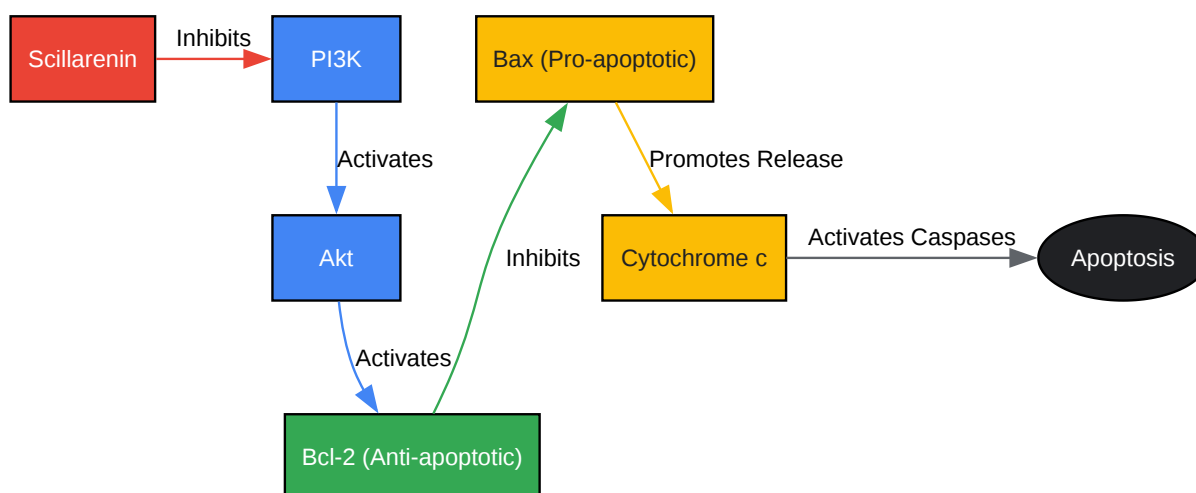 Inhibits
Scillarenin
PI3K
Bax (Pro-apoptotic)
Activates
Promotes Release
Akt
Inhibits
Cytochrome c
Activates Caspases
Apoptosis
Activates
Bcl-2 (Anti-apoptotic)